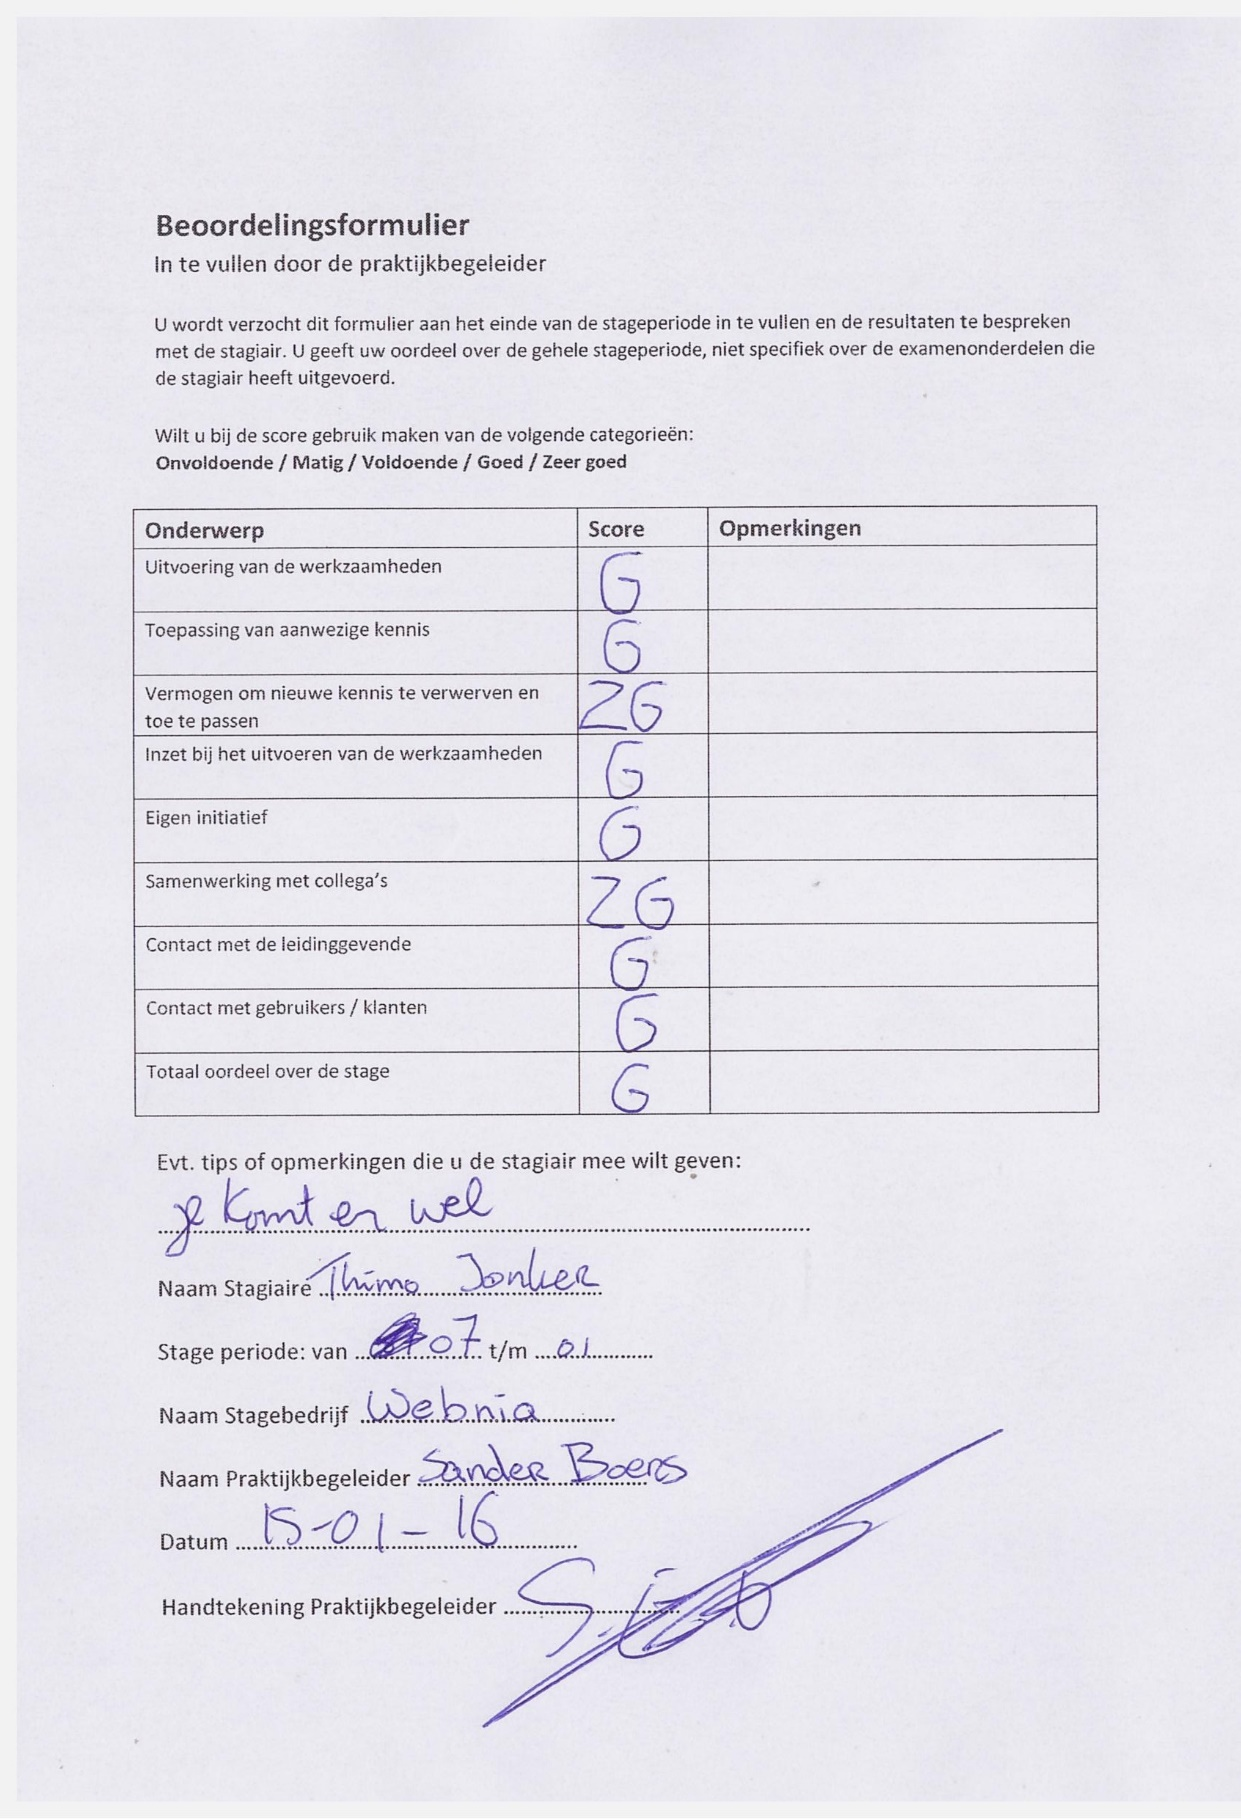 Beoordelingsformulier
In te vullen door de praktijkbegeleider
U wordt verzocht dit formulier aan het einde van de stageperiode in te vullen en de resultaten te bespreken
met de stagiair. U geeft uw oordeel over de gehele stageperiode, niet specifiek over de examenonderdelen die
de stagiair heeft uitgevoerd.
Wilt u bij de score gebruik maken van de volgende categorieën:
Onvoldoende / Matig / Voldoende / Goed / Zeer goed
Onderwerp Score Opmerkingen
Uitvoering van de werkzaamheden G
Toepassing van aanwezige kennis G
Vermogen om nieuwe kennis te verwerven en ZG
toe te passen
Inzet bij het uitvoeren van de werkzaamheden G
Eigen initiatief G
Samenwerking met collega's ZG
Contact met de leidinggevende G
Contact met gebruikers / klanten G
Totaal oordeel over de stage G
Evt. tips of opmerkingen die u de stagiair mee wilt geven:
Je komt er wel
Naam Stagiaire Thimo Jonker
Stage periode: van 07 t/m 01
Naam Stagebedrijf Webnia
Naam Praktijkbegeleider Sander Boers
Datum 15-01-16
Handtekening Praktijkbegeleider